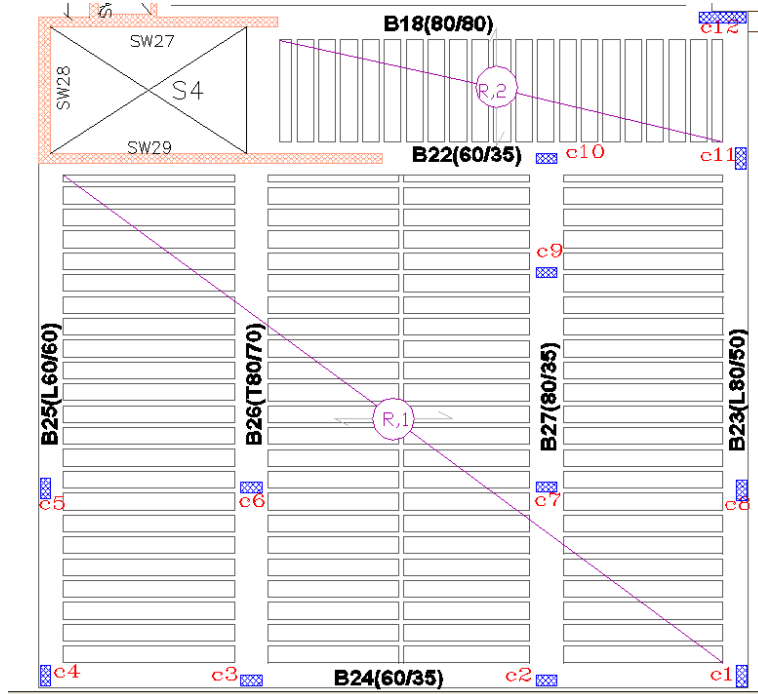 B18(80/80)
c12
SW27
SW28
S4
R,2
SW29
B22(60/35)
c10
c11
c9
B25(L60/60)
B26(T80/70)
R,1
B27(80/35)
B23(L80/50)
c5
c6
c7
c8
c4
c3
B24(60/35)
c2
c1